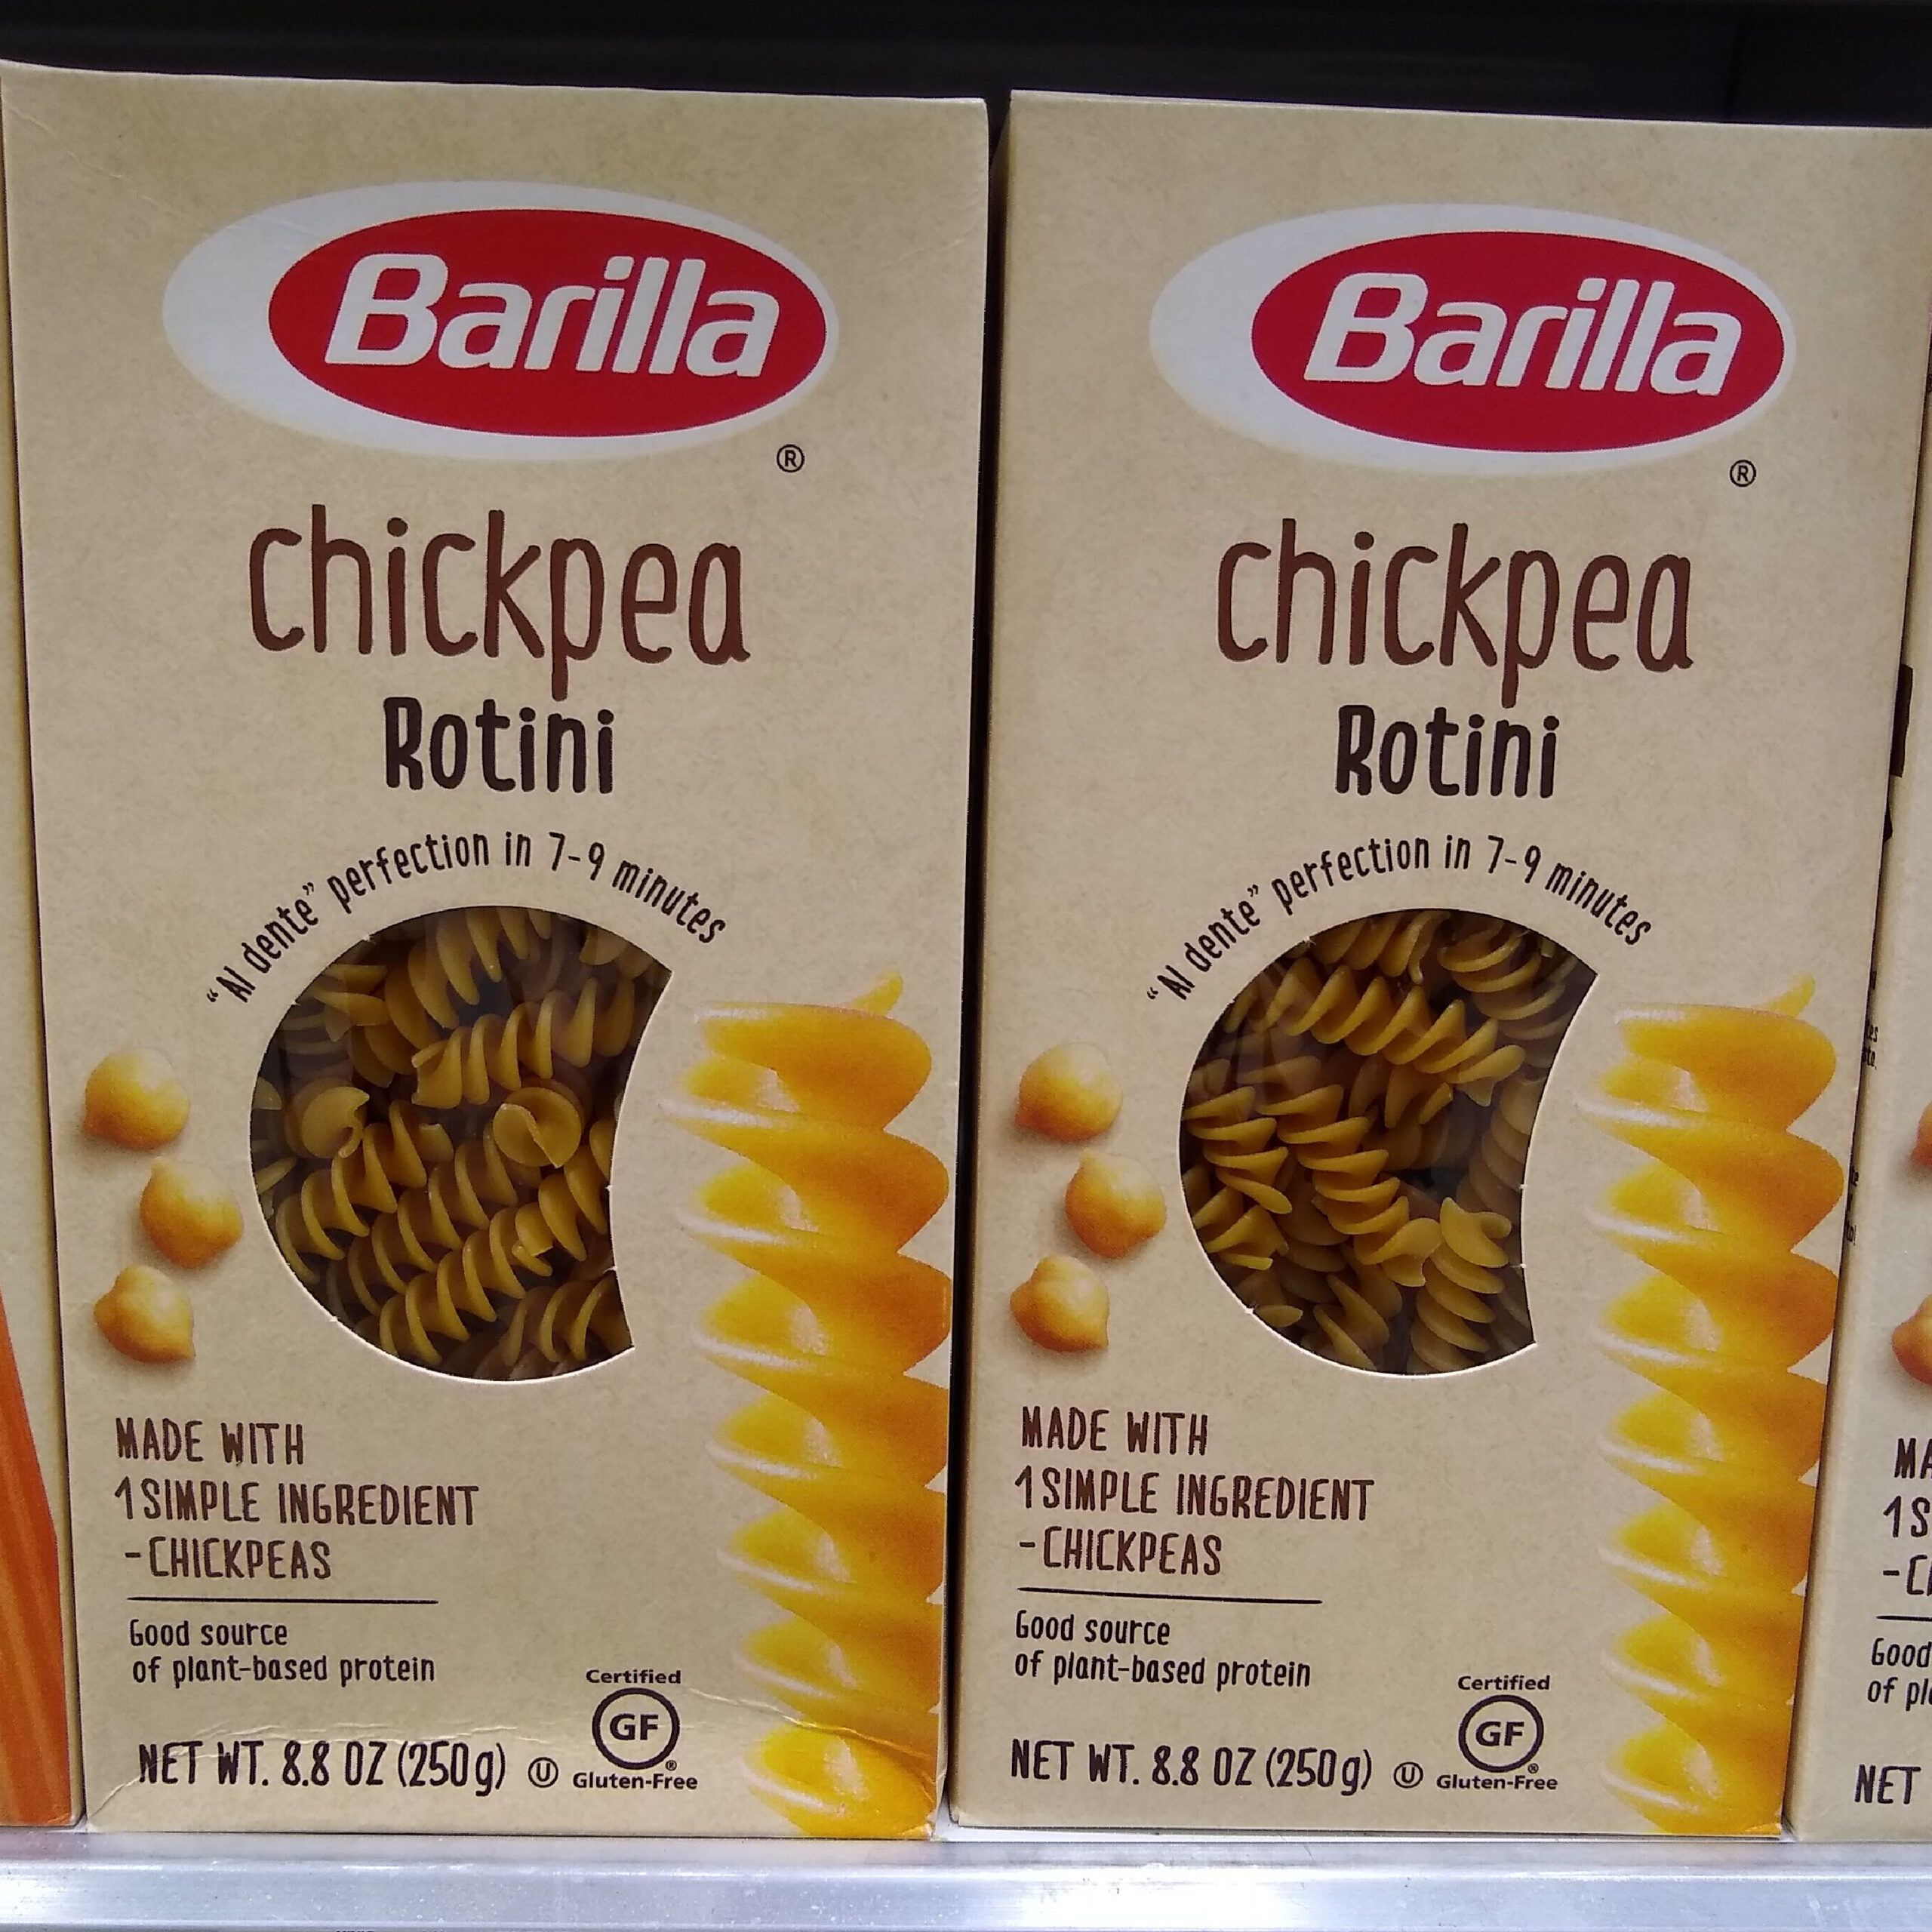 Barilla
®
chickpea
Rotini
"Al dente" perfection in 7-9 minutes
MADE WITH
1 SIMPLE INGREDIENT
-CHICKPEAS
Good source
of plant-based protein
NET WT. 8.8 OZ (250g) U
Certified
GF
®
Gluten-Free
Barilla
®
chickpea
Rotini
"Al dente" perfection in 7-9 minutes
MADE WITH
1 SIMPLE INGREDIENT
-CHICKPEAS
Good source
of plant-based protein
NET WT. 8.8 OZ (250g) U
Certified
GF
®
Gluten-Free
Good
of
NET